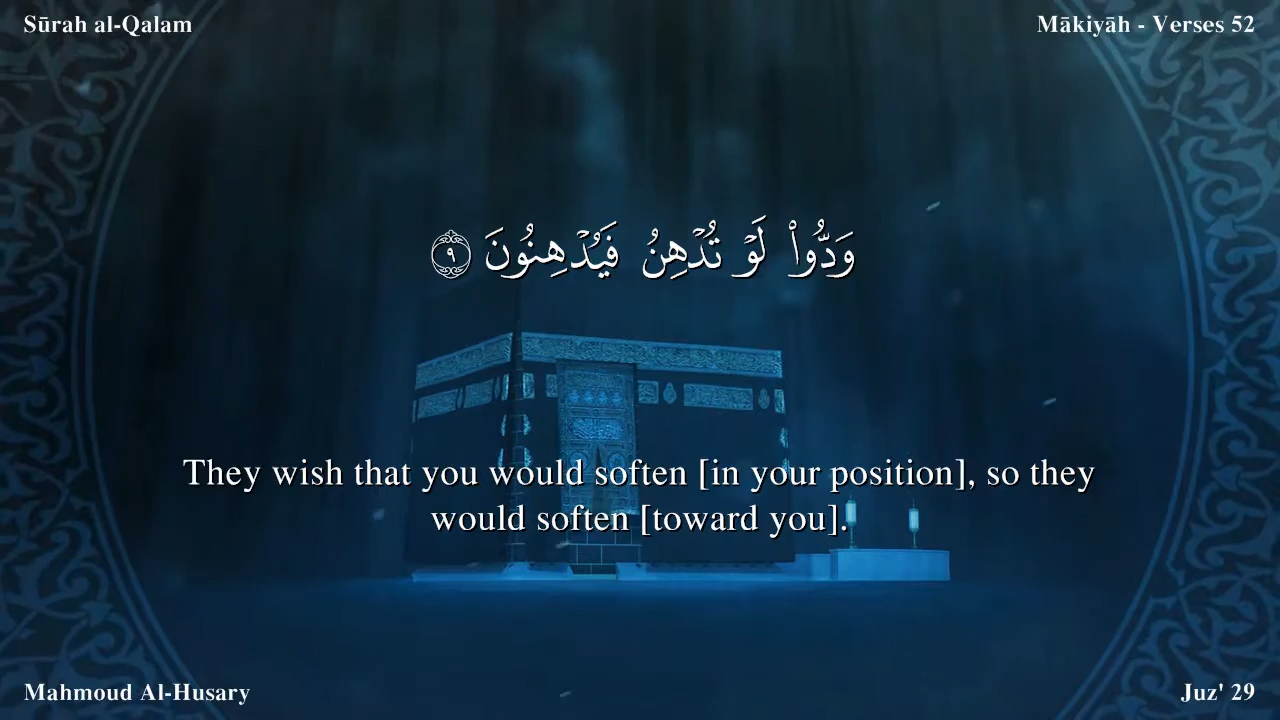 Sūrah al-Qalam
Mākiyāh - Verses 52
وَدُّوا۟ لَوْ تُدْهِنُ فَيُدْهِنُونَ ٩
They wish that you would soften [in your position], so they
would soften [toward you].
Mahmoud Al-Husary
Juz' 29